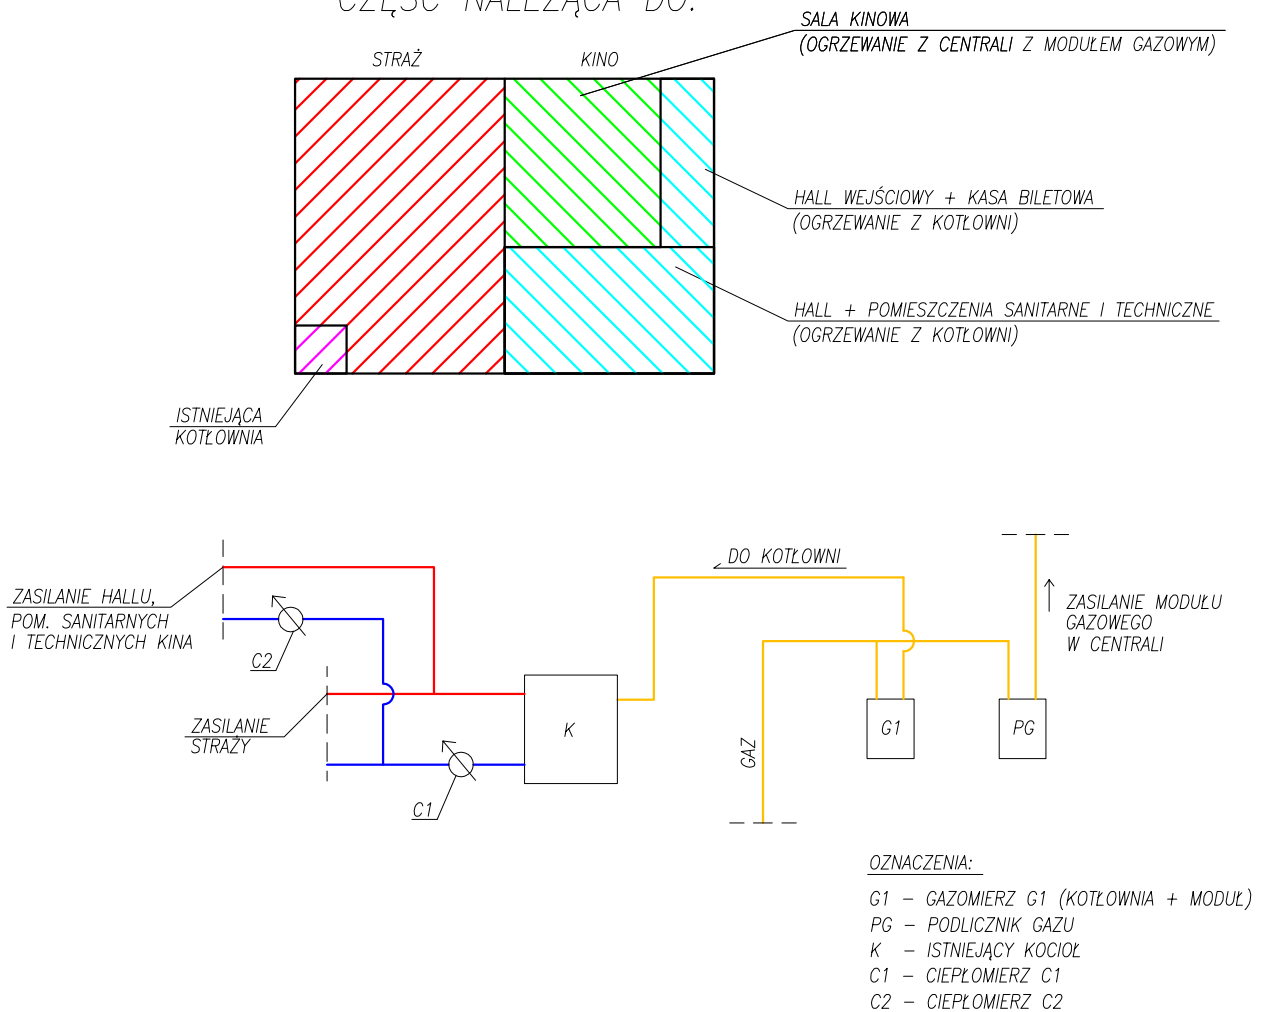 CZĘŚĆ NALEŻĄCA DO:
STRAŻ
KINO
SALA KINOWA
(OGRZEWANIE Z CENTRALI Z MODUŁEM GAZOWYM)
HALL WEJŚCIOWY + KASA BILETOWA
(OGRZEWANIE Z KOTŁOWNI)
HALL + POMIESZCZENIA SANITARNE I TECHNICZNE
(OGRZEWANIE Z KOTŁOWNI)
ISTNIEJĄCA
KOTŁOWNIA
ZASILANIE HALLU,
POM. SANITARNYCH
I TECHNICZNYCH KINA
C2
ZASILANIE
STRAŻY
C1
K
DO KOTŁOWNI
GAZ
G1
PG
ZASILANIE MODUŁU
GAZOWEGO
W CENTRALI
OZNACZENIA:
G1 – GAZOMIERZ G1 (KOTŁOWNIA + MODUŁ)
PG – PODLICZNIK GAZU
K – ISTNIEJĄCY KOCIOŁ
C1 – CIEPŁOMIERZ C1
C2 – CIEPŁOMIERZ C2